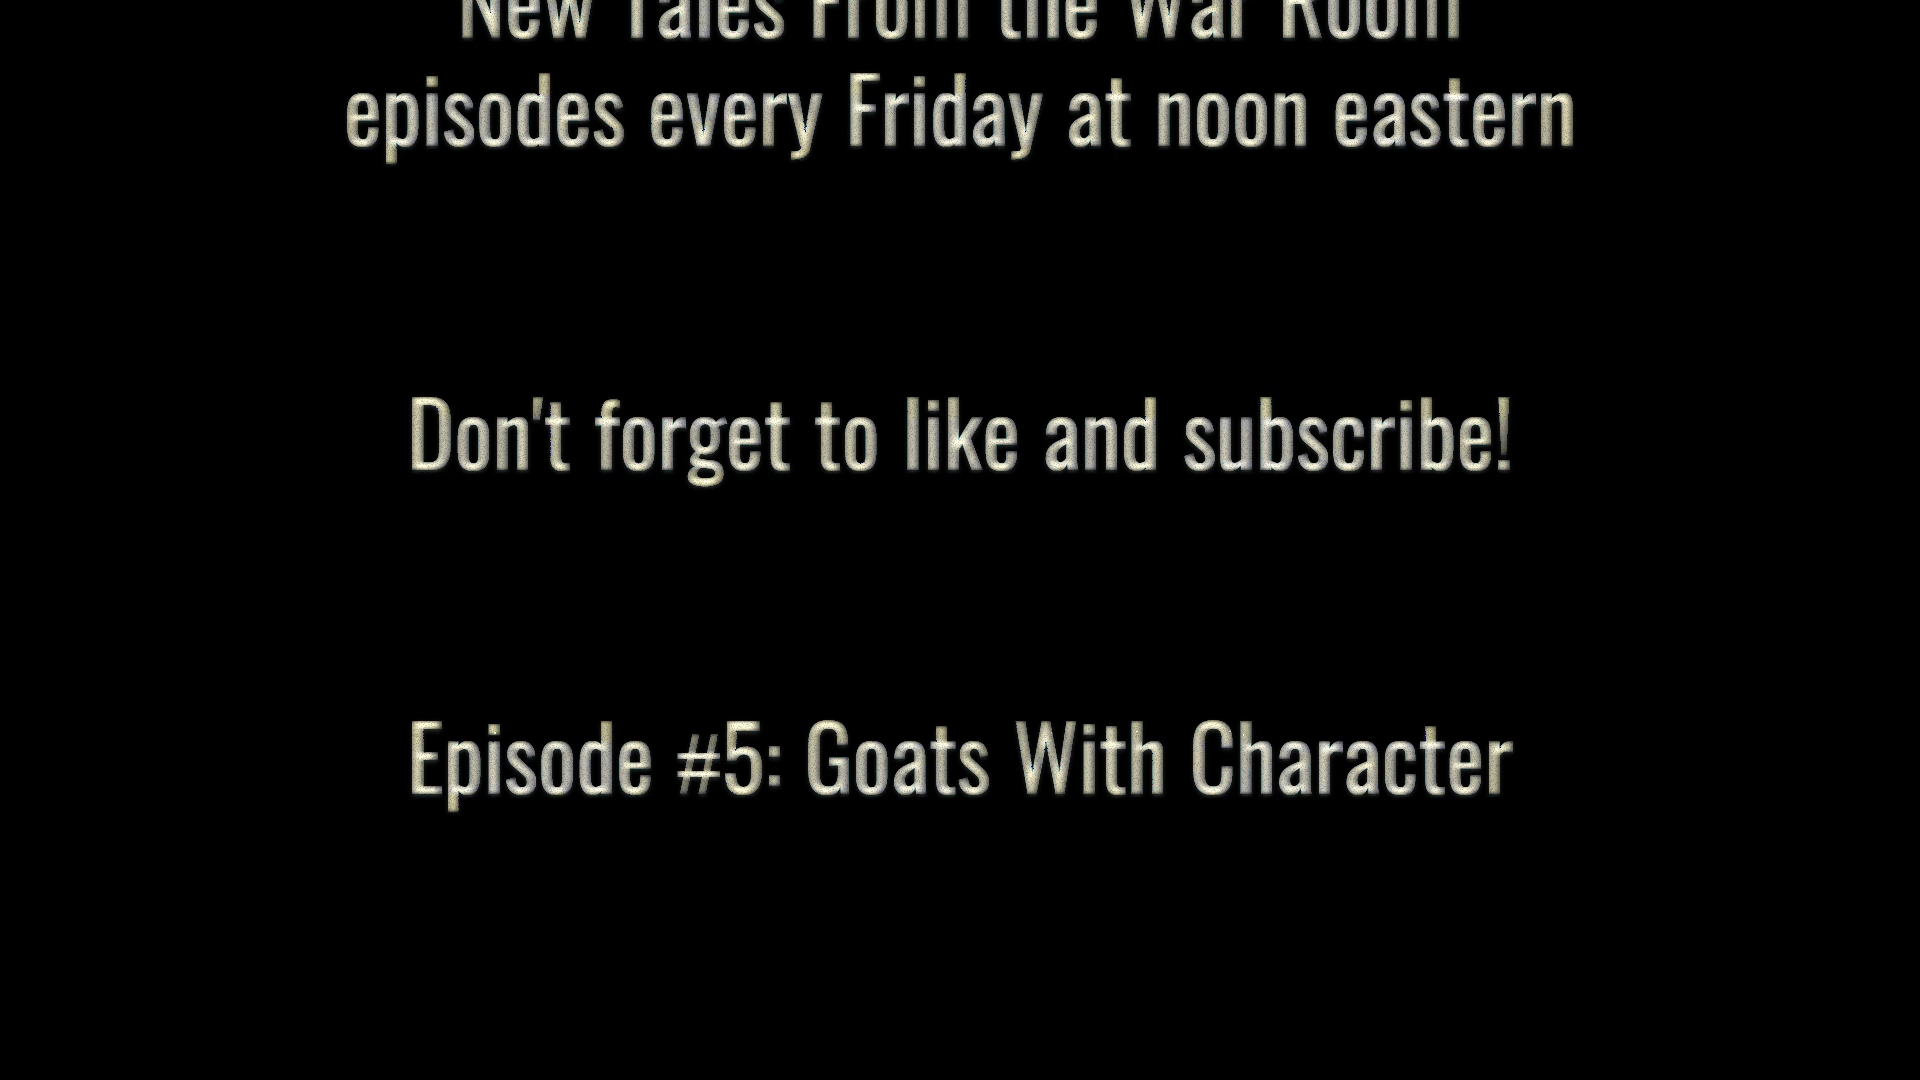 New Tales From the War Room
episodes every Friday at noon eastern
Don't forget to like and subscribe!
Episode #5: Goats With Character